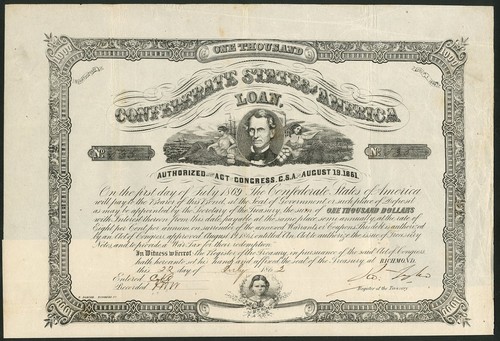 ONE THOUSAND
CONFEDERATE STATES OF AMERICA
LOAN.
No
No
AUTHORIZED ACT CONGRESS, C.S.A. AUGUST 19.1861.
On the first day of July 1869 The Confederate States of America
will pay to the Bearer of this Bond, at the seat of Government or such place of Deposit
as may be appointed by the Secretary of the Treasury, the sum of ONE THOUSAND DOLLARS
with Interest thereon from this date, at the same place, at the rate of
Eight per Cent per annum, on surrender of the annexed Warrants or Coupons. This debt is authorized
by an Act of Congress approved August 19, 1861, entitled An Act to authorize the issue of Treasury
Notes, and to provide a War Tax for their redemption.
In Witness whereof The Register of the Treasury, in pursuance of the said Act of Congress,
hath hereunto set his hand and affixed the seal of the Treasury at RICHMOND,
this day 1862
Entered
Recorded
Register of the Treasury